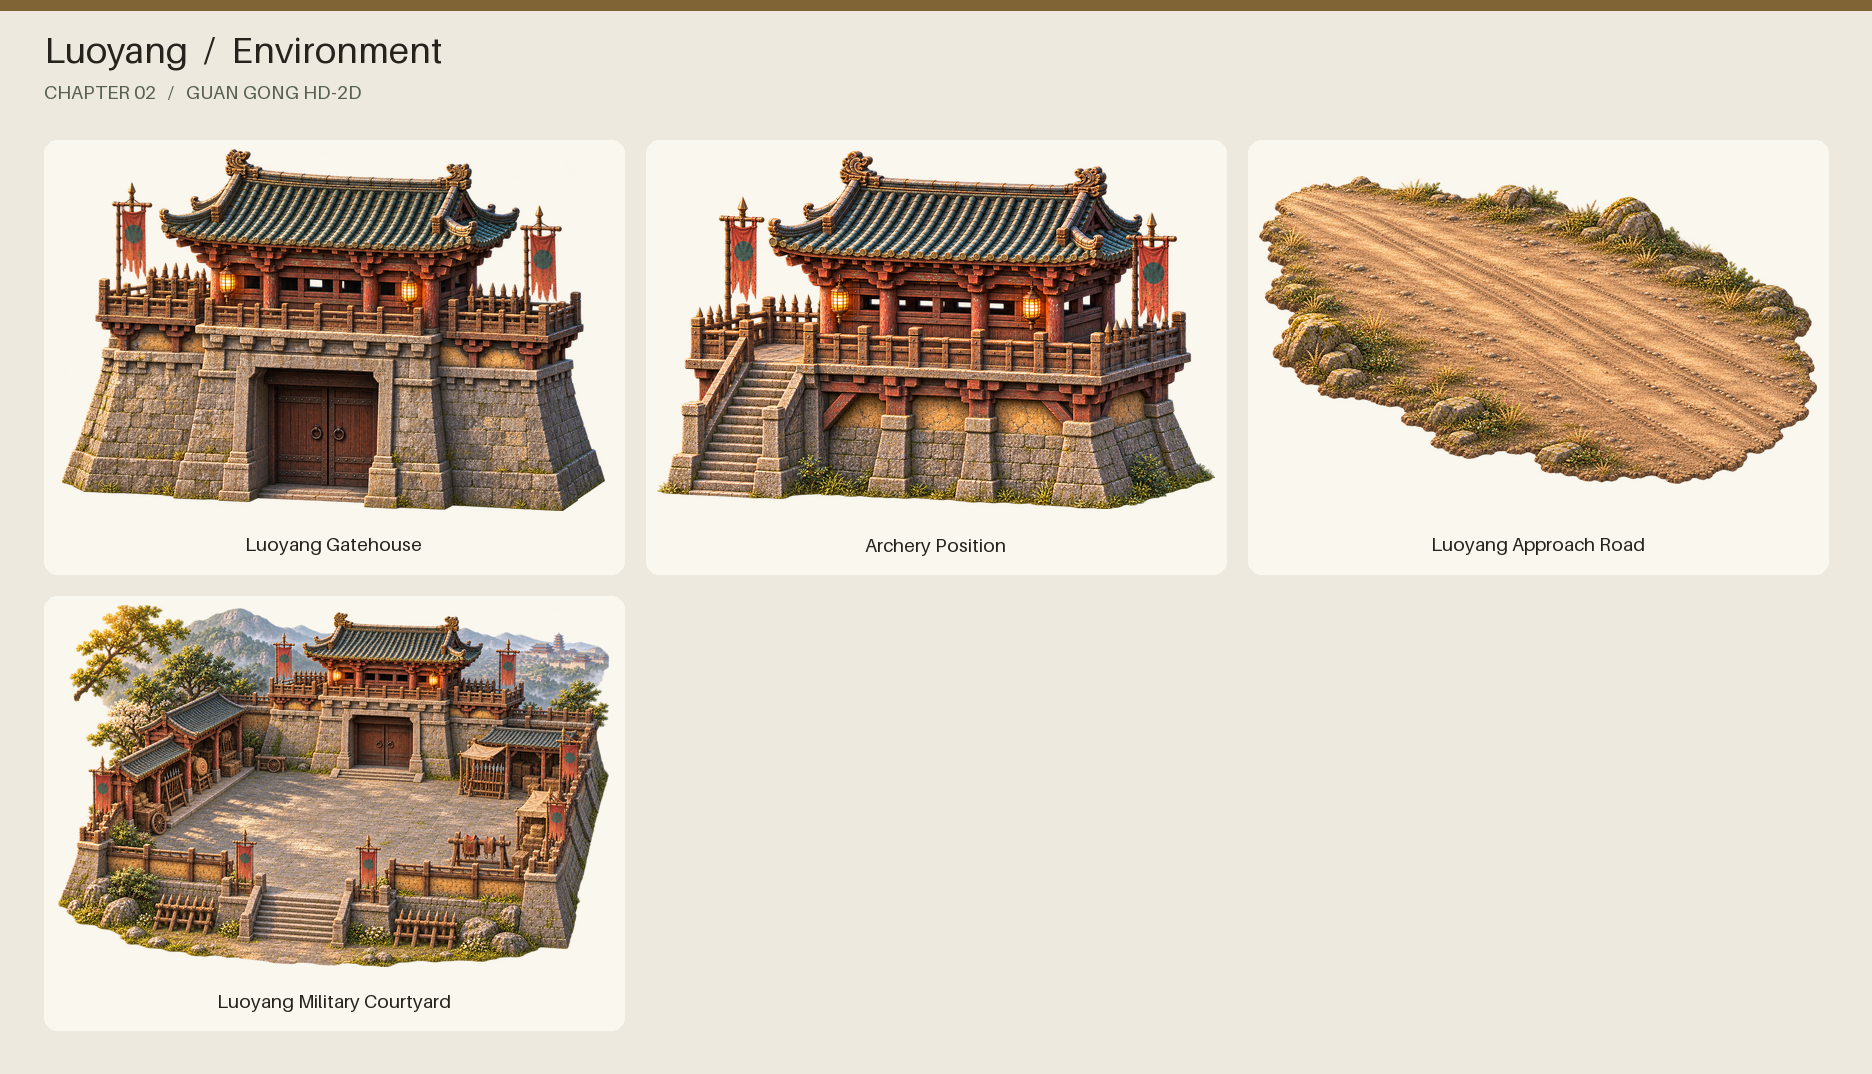 Luoyang / Environment
CHAPTER 02 / GUAN GONG HD-2D
Luoyang Gatehouse
Archery Position
Luoyang Approach Road
Luoyang Military Courtyard